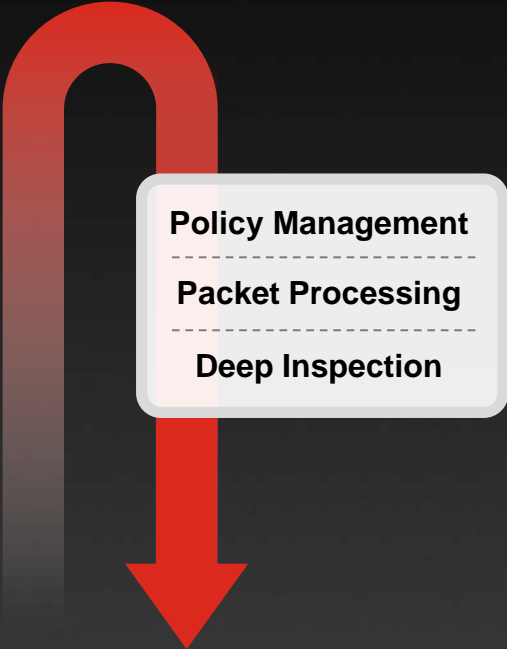 Policy Management
Packet Processing
Deep Inspection